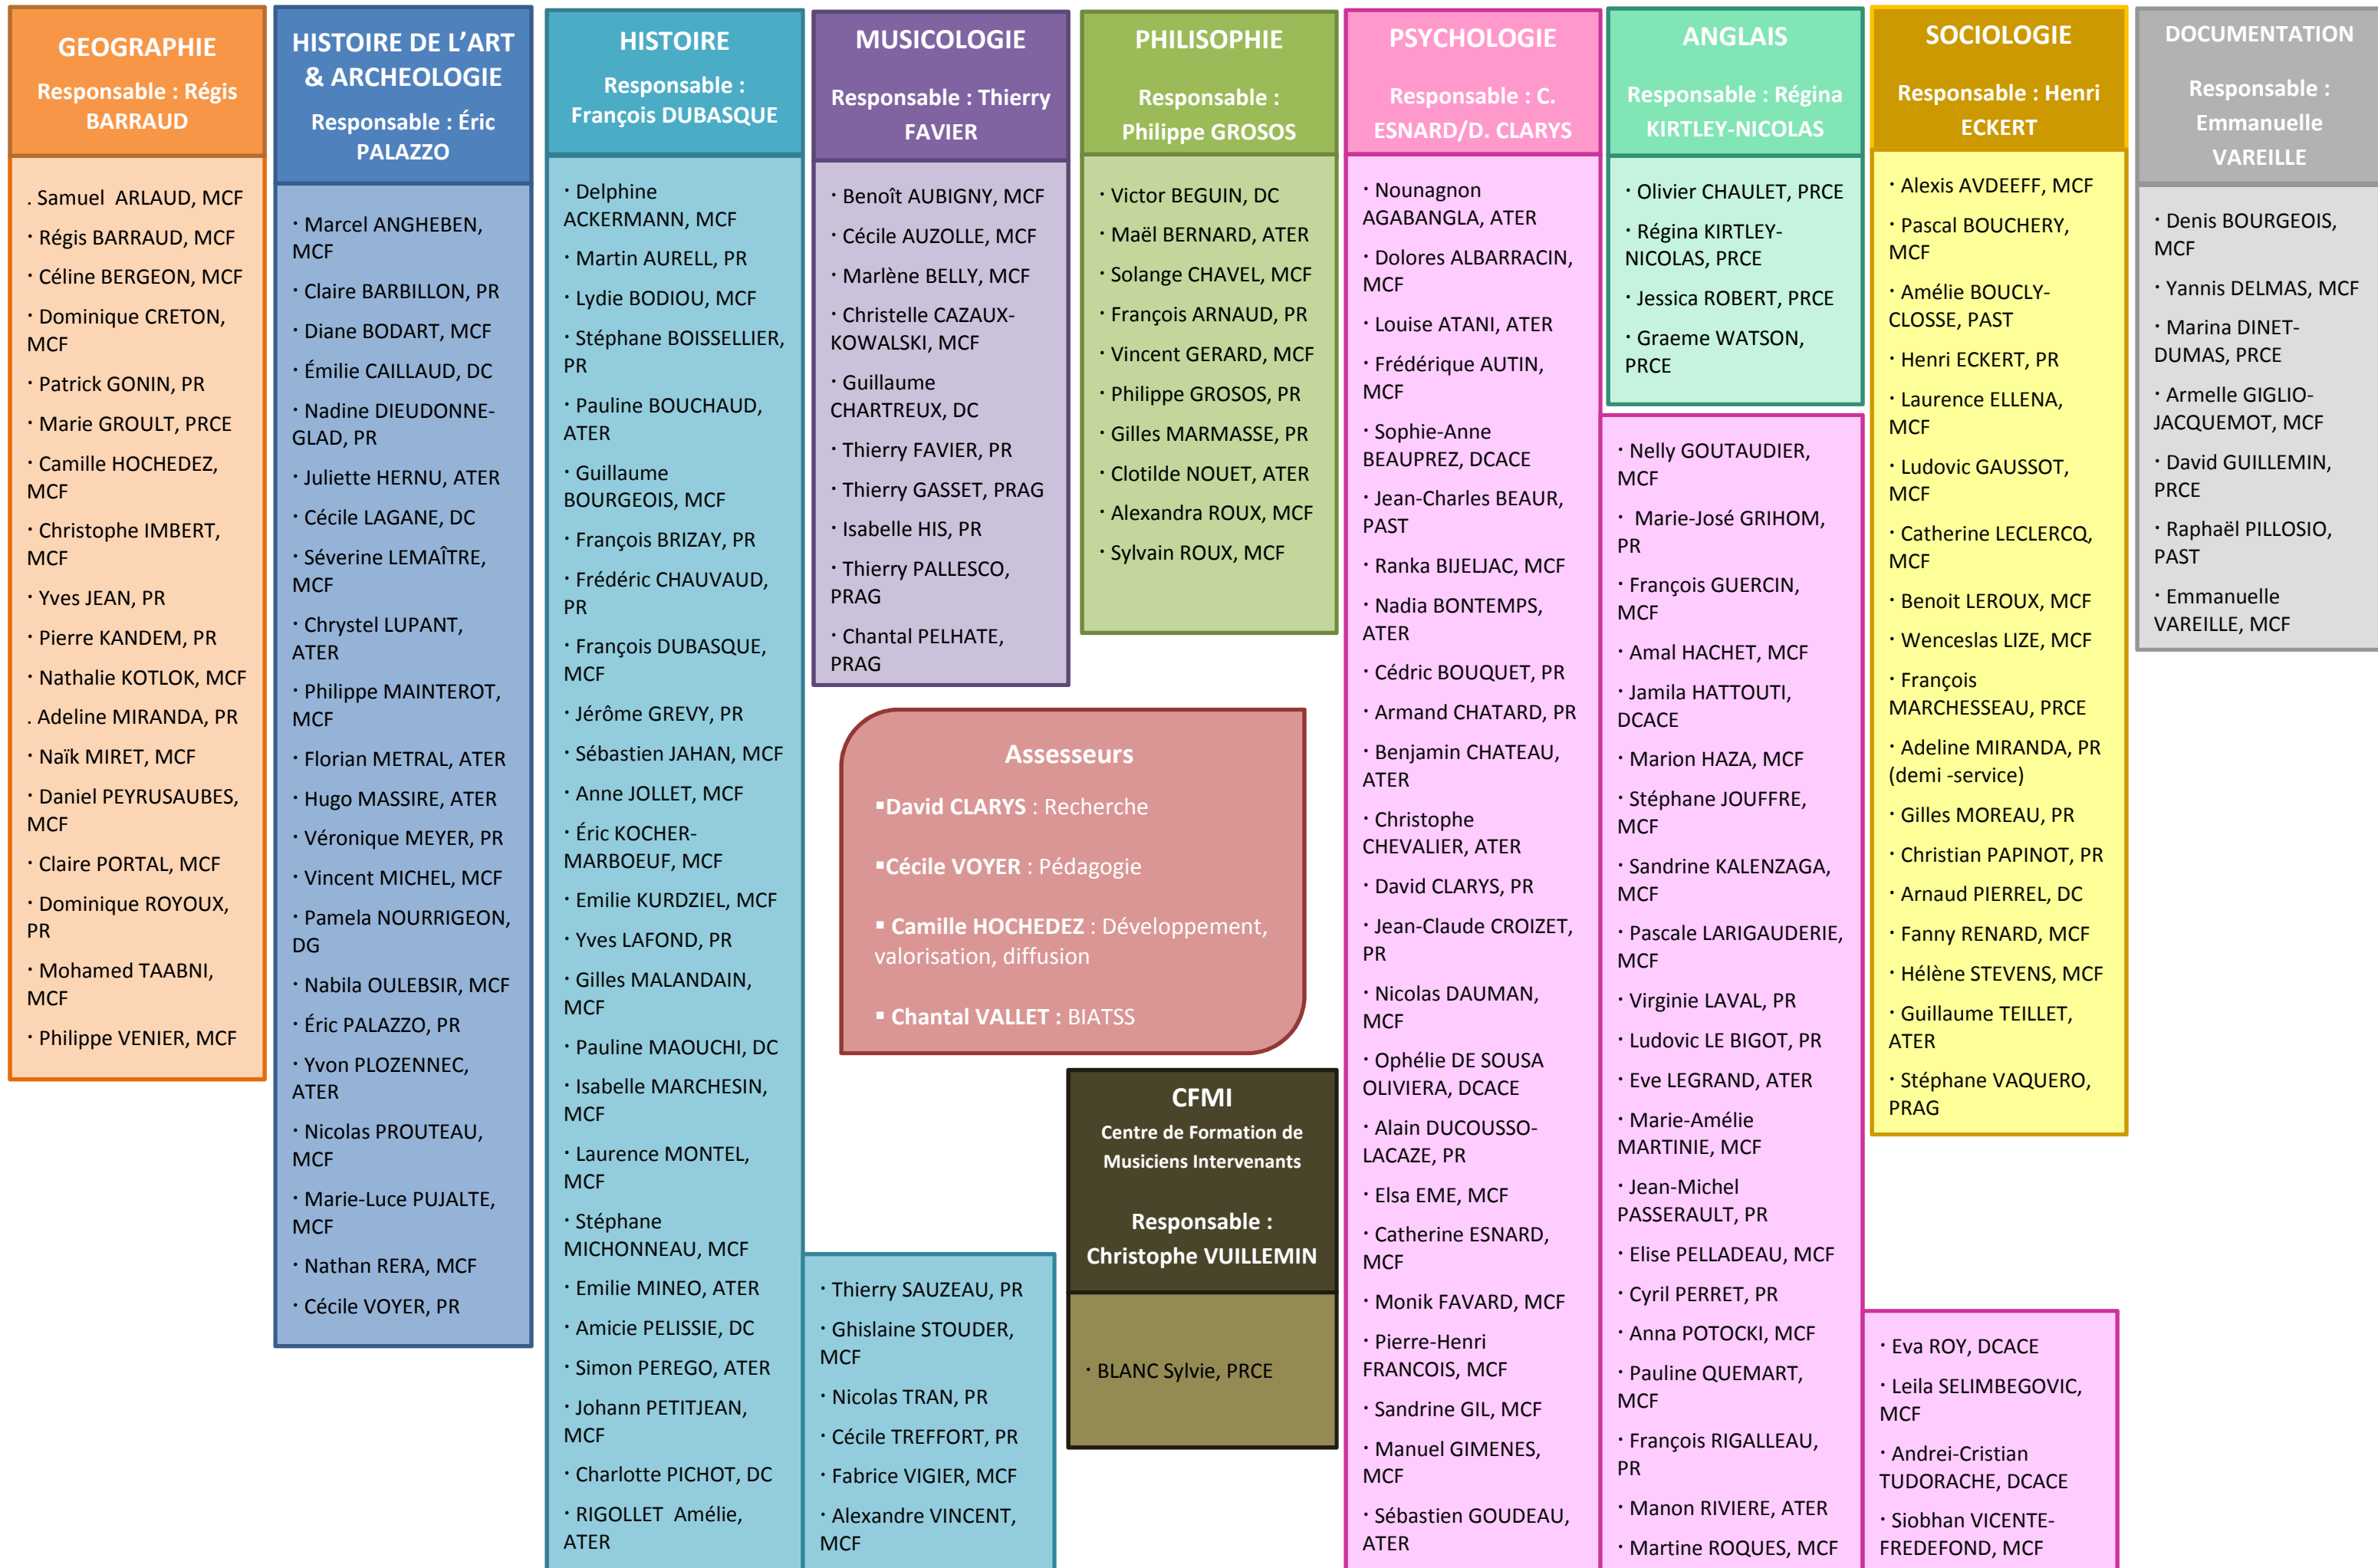 GEOGRAPHIE
Responsable : Régis
BARRAUD
. Samuel  ARLAUD, MCF
· Régis BARRAUD, MCF
· Céline BERGEON, MCF
· Dominique CRETON,
MCF
· Patrick GONIN, PR
· Marie GROULT, PRCE
· Camille HOCHEDEZ,
MCF
· Christophe IMBERT,
MCF
· Yves JEAN, PR
· Pierre KANDEM, PR
· Nathalie KOTLOK, MCF
. Adeline MIRANDA, PR
· Naïk MIRET, MCF
· Daniel PEYRUSAUBES,
MCF
· Claire PORTAL, MCF
· Dominique ROYOUX,
PR
· Mohamed TAABNI,
MCF
· Philippe VENIER, MCF
HISTOIRE DE L’ART
& ARCHEOLOGIE
Responsable : Éric
PALAZZO
· Marcel ANGHEBEN,
MCF
· Claire BARBILLON, PR
· Diane BODART, MCF
· Émilie CAILLAUD, DC
· Nadine DIEUDONNE-
GLAD, PR
· Juliette HERNU, ATER
· Cécile LAGANE, DC
· Séverine LEMAÎTRE,
MCF
· Chrystel LUPANT,
ATER
· Philippe MAINTEROT,
MCF
· Florian METRAL, ATER
· Hugo MASSIRE, ATER
· Véronique MEYER, PR
· Vincent MICHEL, MCF
· Pamela NOURRIGEON,
DG
· Nabila OULEBSIR, MCF
· Éric PALAZZO, PR
· Yvon PLOZENNEC,
ATER
· Nicolas PROUTEAU,
MCF
· Marie-Luce PUJALTE,
MCF
· Nathan RERA, MCF
· Cécile VOYER, PR
HISTOIRE
Responsable :
François DUBASQUE
· Delphine
ACKERMANN, MCF
· Martin AURELL, PR
· Lydie BODIOU, MCF
· Stéphane BOISSELLIER,
PR
· Pauline BOUCHAUD,
ATER
· Guillaume
BOURGEOIS, MCF
· François BRIZAY, PR
· Frédéric CHAUVAUD,
PR
· François DUBASQUE,
MCF
· Jérôme GREVY, PR
· Sébastien JAHAN, MCF
· Anne JOLLET, MCF
· Éric KOCHER-
MARBOEUF, MCF
· Emilie KURDZIEL, MCF
· Yves LAFOND, PR
· Gilles MALANDAIN,
MCF
· Pauline MAOUCHI, DC
· Isabelle MARCHESIN,
MCF
· Laurence MONTEL,
MCF
· Stéphane
MICHONNEAU, MCF
· Emilie MINEO, ATER
· Amicie PELISSIE, DC
· Simon PEREGO, ATER
· Johann PETITJEAN,
MCF
· Charlotte PICHOT, DC
· RIGOLLET  Amélie,
ATER
· Thierry SAUZEAU, PR
· Ghislaine STOUDER,
MCF
· Nicolas TRAN, PR
· Cécile TREFFORT, PR
· Fabrice VIGIER, MCF
· Alexandre VINCENT,
MCF
MUSICOLOGIE
Responsable : Thierry
FAVIER
· Benoît AUBIGNY, MCF
· Cécile AUZOLLE, MCF
· Marlène BELLY, MCF
· Christelle CAZAUX-
KOWALSKI, MCF
· Guillaume
CHARTREUX, DC
· Thierry FAVIER, PR
· Thierry GASSET, PRAG
· Isabelle HIS, PR
· Thierry PALLESCO,
PRAG
· Chantal PELHATE,
PRAG
PHILISOPHIE
Responsable :
Philippe GROSOS
· Victor BEGUIN, DC
· Maël BERNARD, ATER
· Solange CHAVEL, MCF
· François ARNAUD, PR
· Vincent GERARD, MCF
· Philippe GROSOS, PR
· Gilles MARMASSE, PR
· Clotilde NOUET, ATER
· Alexandra ROUX, MCF
· Sylvain ROUX, MCF
Assesseurs
▪David CLARYS : Recherche
▪Cécile VOYER : Pédagogie
▪ Camille HOCHEDEZ : Développement,
valorisation, diffusion
▪ Chantal VALLET : BIATSS
CFMI
Centre de Formation de
Musiciens Intervenants
Responsable :
Christophe VUILLEMIN
· BLANC Sylvie, PRCE
PSYCHOLOGIE
Responsable : C.
ESNARD/D. CLARYS
· Nounagnon
AGABANGLA, ATER
· Dolores ALBARRACIN,
MCF
· Louise ATANI, ATER
· Frédérique AUTIN,
MCF
· Sophie-Anne
BEAUPREZ, DCACE
· Jean-Charles BEAUR,
PAST
· Ranka BIJELJAC, MCF
· Nadia BONTEMPS,
ATER
· Cédric BOUQUET, PR
· Armand CHATARD, PR
· Benjamin CHATEAU,
ATER
· Christophe
CHEVALIER, ATER
· David CLARYS, PR
· Jean-Claude CROIZET,
PR
· Nicolas DAUMAN,
MCF
· Ophélie DE SOUSA
OLIVIERA, DCACE
· Alain DUCOUSSO-
LACAZE, PR
· Elsa EME, MCF
· Catherine ESNARD,
MCF
· Monik FAVARD, MCF
· Pierre-Henri
FRANCOIS, MCF
· Sandrine GIL, MCF
· Manuel GIMENES,
MCF
· Sébastien GOUDEAU,
ATER
ANGLAIS
Responsable : Régina
KIRTLEY-NICOLAS
· Olivier CHAULET, PRCE
· Régina KIRTLEY-
NICOLAS, PRCE
· Jessica ROBERT, PRCE
· Graeme WATSON,
PRCE
· Nelly GOUTAUDIER,
MCF
·  Marie-José GRIHOM,
PR
· François GUERCIN,
MCF
· Amal HACHET, MCF
· Jamila HATTOUTI,
DCACE
· Marion HAZA, MCF
· Stéphane JOUFFRE,
MCF
· Sandrine KALENZAGA,
MCF
· Pascale LARIGAUDERIE,
MCF
· Virginie LAVAL, PR
· Ludovic LE BIGOT, PR
· Eve LEGRAND, ATER
· Marie-Amélie
MARTINIE, MCF
· Jean-Michel
PASSERAULT, PR
· Elise PELLADEAU, MCF
· Cyril PERRET, PR
· Anna POTOCKI, MCF
· Pauline QUEMART,
MCF
· François RIGALLEAU,
PR
· Manon RIVIERE, ATER
· Martine ROQUES, MCF
SOCIOLOGIE
Responsable : Henri
ECKERT
· Alexis AVDEEFF, MCF
· Pascal BOUCHERY,
MCF
· Amélie BOUCLY-
CLOSSE, PAST
· Henri ECKERT, PR
· Laurence ELLENA,
MCF
· Ludovic GAUSSOT,
MCF
· Catherine LECLERCQ,
MCF
· Benoit LEROUX, MCF
· Wenceslas LIZE, MCF
· François
MARCHESSEAU, PRCE
· Adeline MIRANDA, PR
(demi -service)
· Gilles MOREAU, PR
· Christian PAPINOT, PR
· Arnaud PIERREL, DC
· Fanny RENARD, MCF
· Hélène STEVENS, MCF
· Guillaume TEILLET,
ATER
· Stéphane VAQUERO,
PRAG
· Eva ROY, DCACE
· Leila SELIMBEGOVIC,
MCF
· Andrei-Cristian
TUDORACHE, DCACE
· Siobhan VICENTE-
FREDEFOND, MCF
DOCUMENTATION
Responsable :
Emmanuelle
VAREILLE
· Denis BOURGEOIS,
MCF
· Yannis DELMAS, MCF
· Marina DINET-
DUMAS, PRCE
· Armelle GIGLIO-
JACQUEMOT, MCF
· David GUILLEMIN,
PRCE
· Raphaël PILLOSIO,
PAST
· Emmanuelle
VAREILLE, MCF